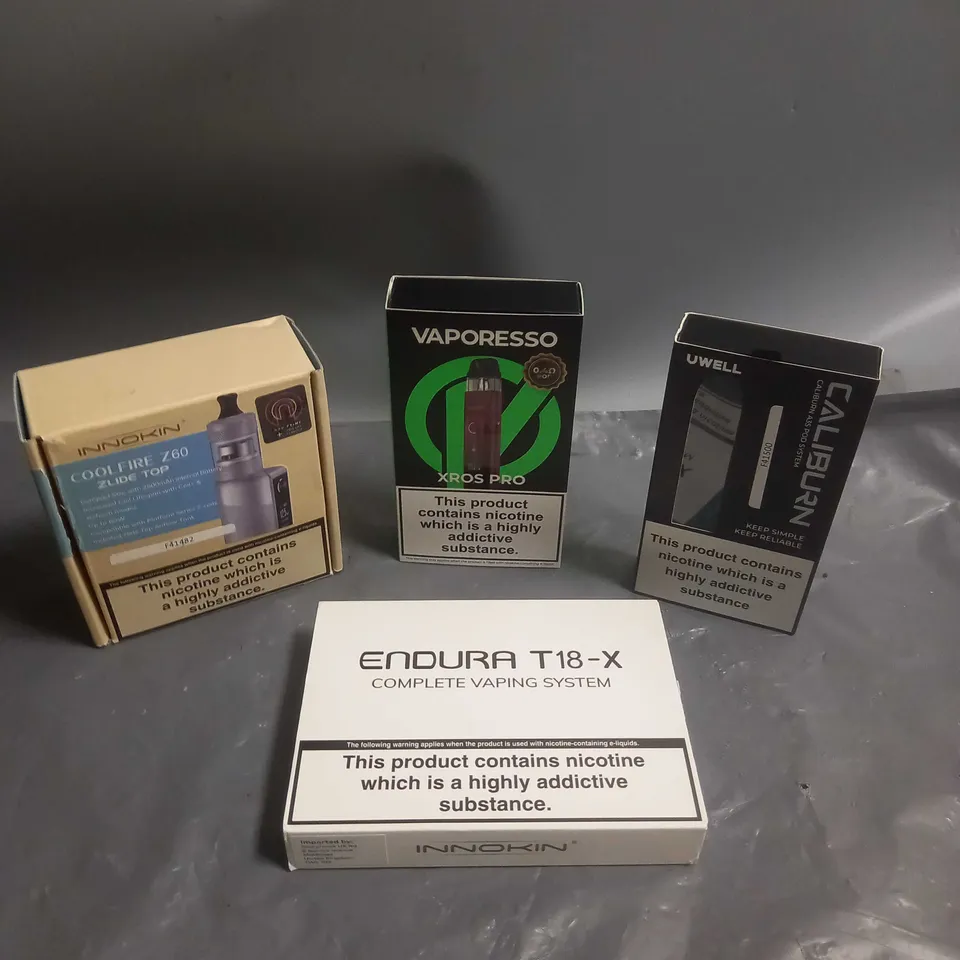 INNOKIN
COOLFIRE Z60
ZLIDE TOP
F41482
This product contains
nicotine which is
a highly addictive
substance.
VAPORESSO
XROS PRO
This product
contains nicotine
which is a highly
addictive
substance.
UWELL
CALIBURN
CALIBURN A3S POD SYSTEM
F41500
KEEP SIMPLE
KEEP RELIABLE
This product contains
nicotine which is a
highly addictive
substance
ENDURA T18-X
COMPLETE VAPING SYSTEM
The following warning applies when the product is used with nicotine-containing e-liquids.
This product contains nicotine
which is a highly addictive
substance.
Imported by:
INNOKIN